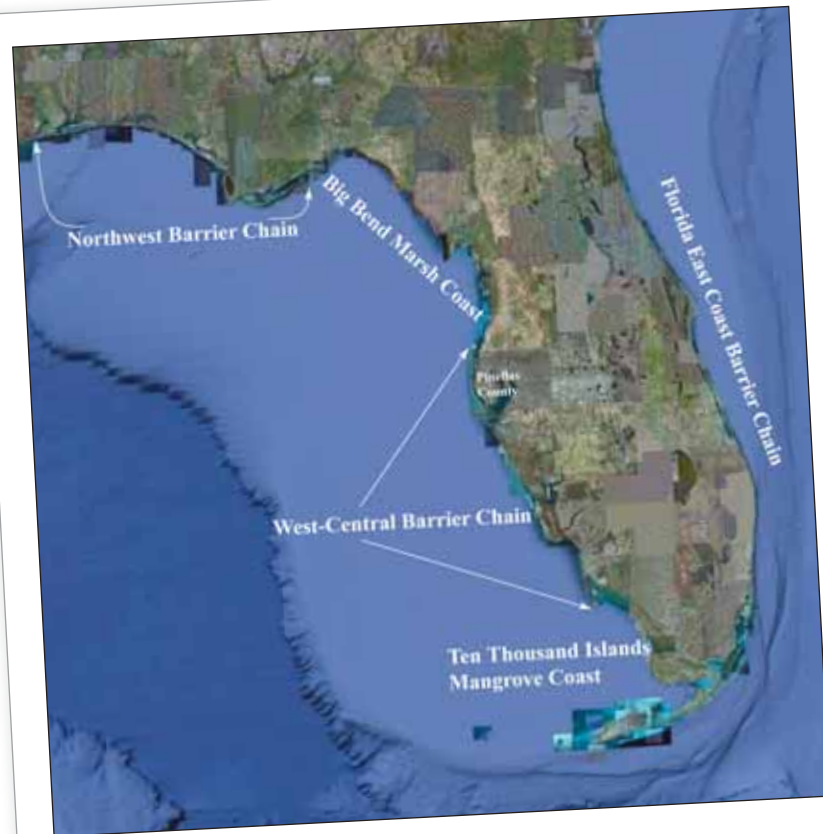 Northwest Barrier Chain
Big Bend Marsh Coast
Florida East Coast Barrier Chain
Pinellas
County
West-Central Barrier Chain
Ten Thousand Islands
Mangrove Coast